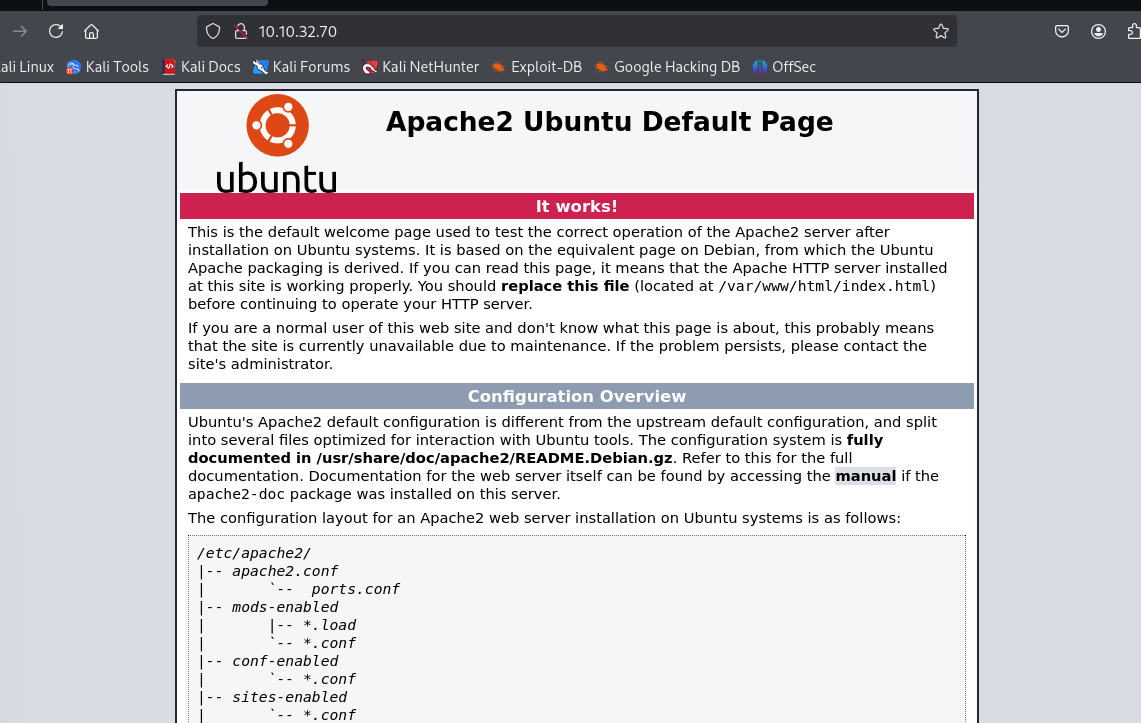 10.10.32.70
ali Linux Kali Tools Kali Docs Kali Forums Kali NetHunter Exploit-DB Google Hacking DB OffSec
ubuntu
Apache2 Ubuntu Default Page
It works!
This is the default welcome page used to test the correct operation of the Apache2 server after
installation on Ubuntu systems. It is based on the equivalent page on Debian, from which the Ubuntu
Apache packaging is derived. If you can read this page, it means that the Apache HTTP server installed
at this site is working properly. You should replace this file (located at /var/www/html/index.html)
before continuing to operate your HTTP server.
If you are a normal user of this web site and don't know what this page is about, this probably means
that the site is currently unavailable due to maintenance. If the problem persists, please contact the
site's administrator.
Configuration Overview
Ubuntu's Apache2 default configuration is different from the upstream default configuration, and split
into several files optimized for interaction with Ubuntu tools. The configuration system is fully
documented in /usr/share/doc/apache2/README.Debian.gz. Refer to this for the full
documentation. Documentation for the web server itself can be found by accessing the manual if the
apache2-doc package was installed on this server.
The configuration layout for an Apache2 web server installation on Ubuntu systems is as follows:
/etc/apache2/
|-- apache2.conf
|       `--  ports.conf
|-- mods-enabled
|       |-- *.load
|       `-- *.conf
|-- conf-enabled
|       `-- *.conf
|-- sites-enabled
|       `-- *.conf